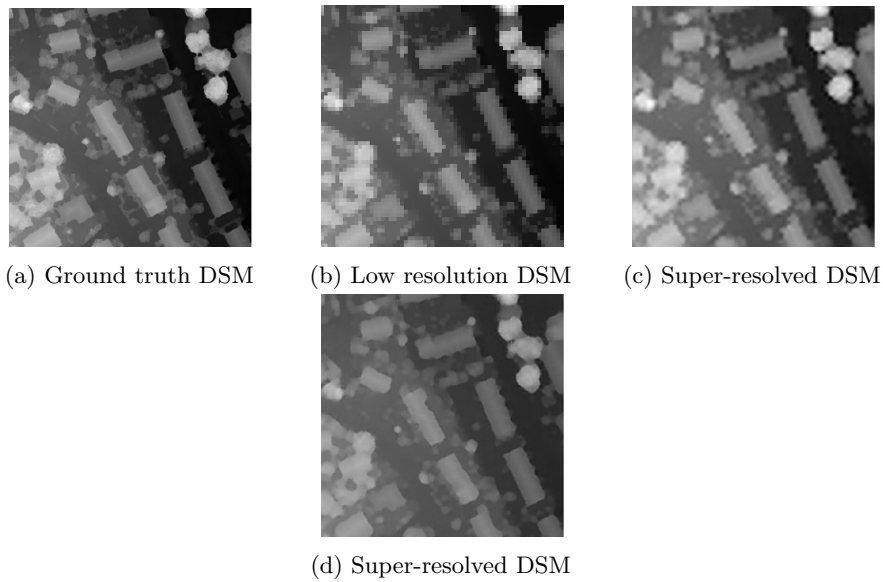 (a) Ground truth DSM
(b) Low resolution DSM
(c) Super-resolved DSM
(d) Super-resolved DSM